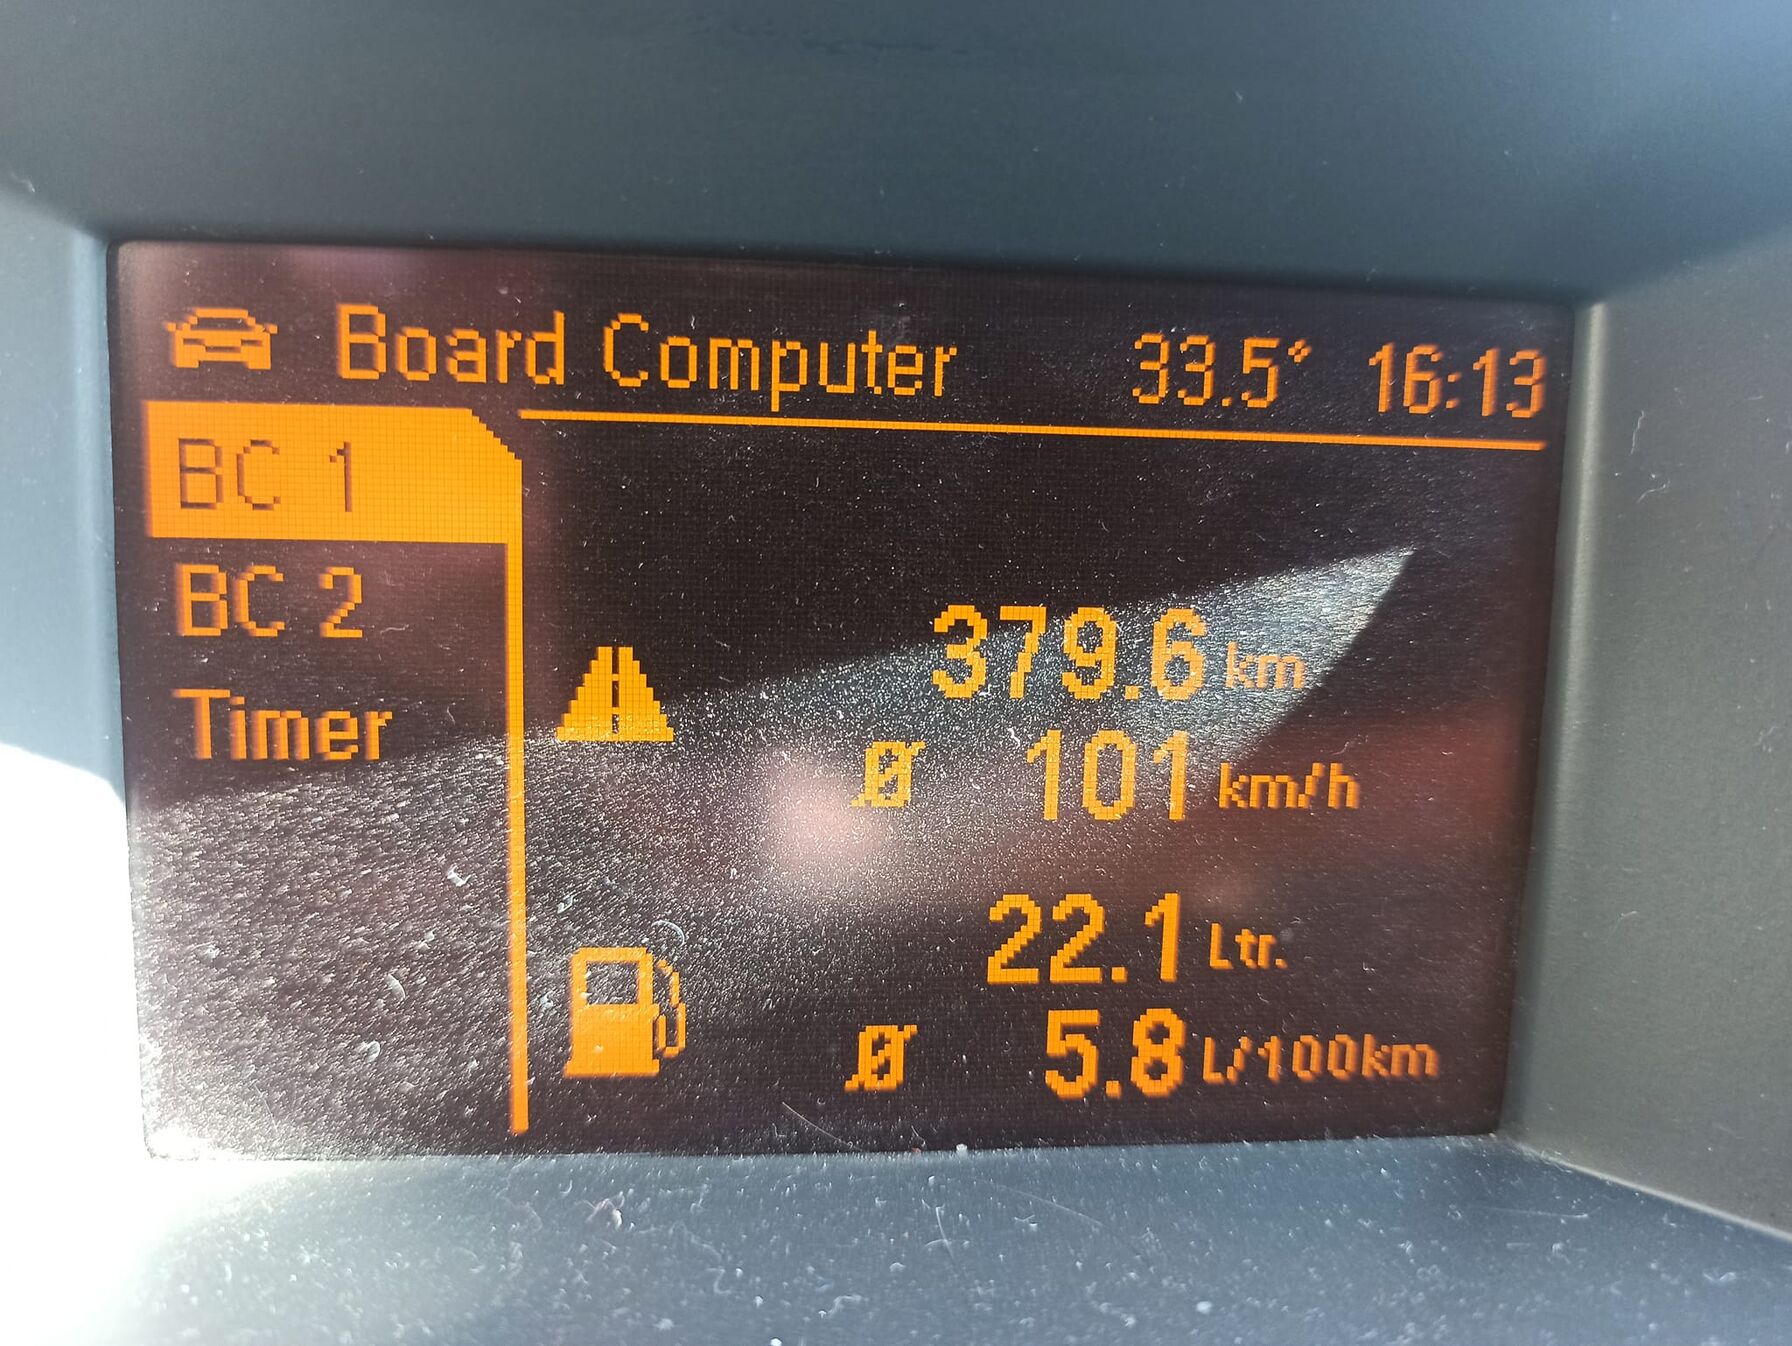 Board Computer 33.5° 16:13
BC 1
BC 2
Timer
379.6 km
Ø 101 km/h
22.1 Ltr.
Ø 5.8 L/100km